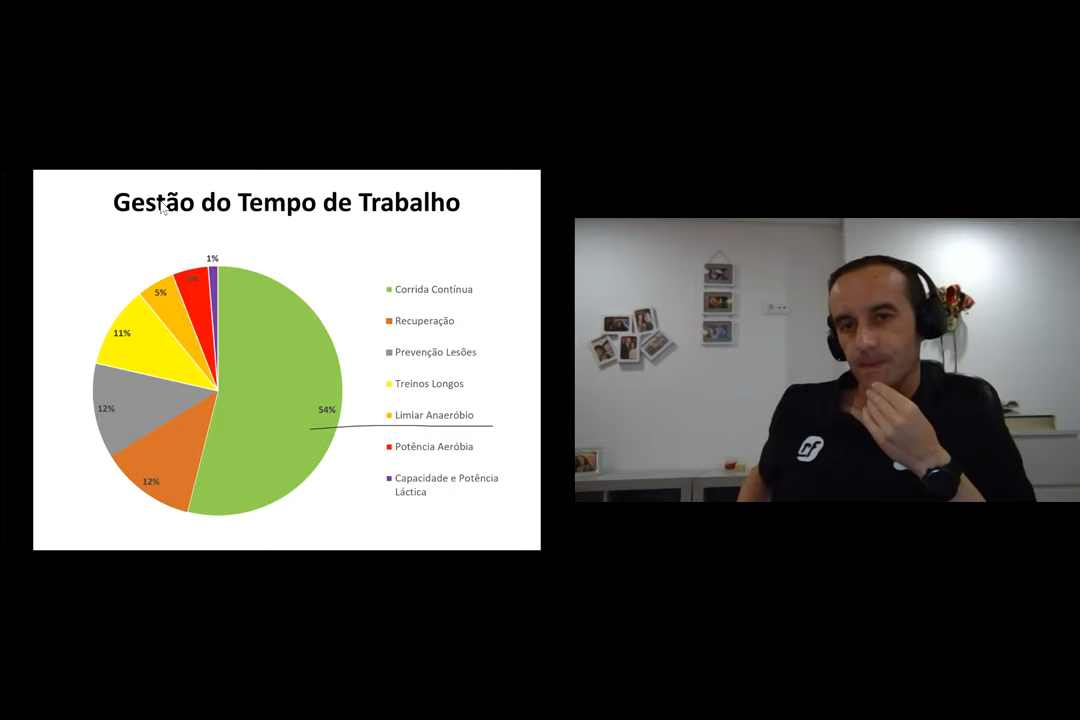 Gestão do Tempo de Trabalho
1%
5%
11%
12%
12%
54%
Corrida Contínua
Recuperação
Prevenção Lesões
Treinos Longos
Limiar Anaeróbio
Potência Aeróbia
Capacidade e Potência
Láctica